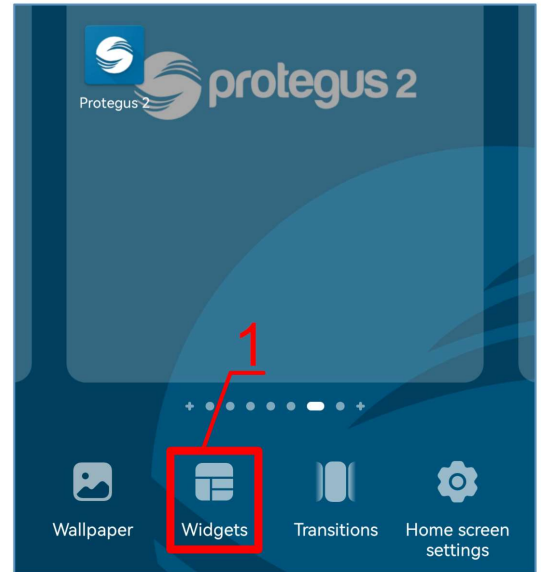 protegus 2
Protegus 2
1
Wallpaper
Widgets
Transitions
Home screen
settings